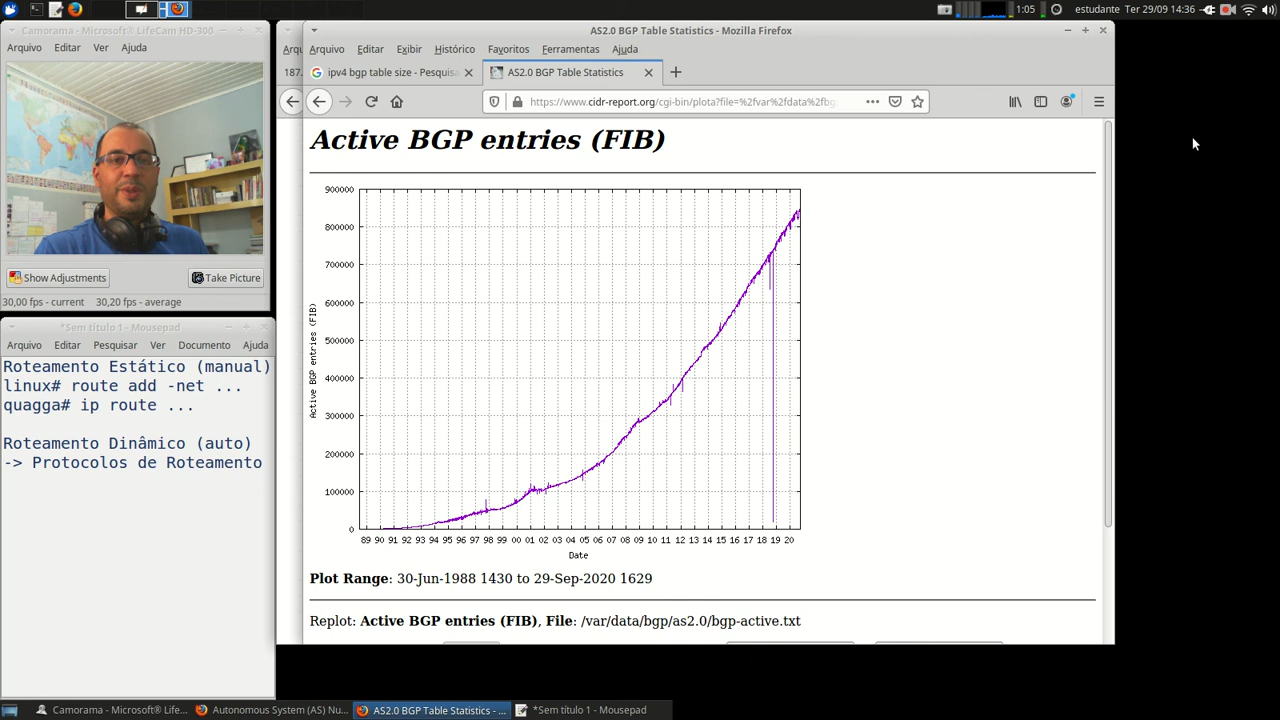 1:05 estudante Ter 29/09 14:36
Camorama - Microsoft® LifeCam HD-300
Arquivo Editar Ver Ajuda
Show Adjustments Take Picture
30,00 fps - current 30,20 fps - average
*Sem título 1 - Mousepad
Arquivo Editar Pesquisar Ver Documento Ajuda
Roteamento Estático (manual)
linux# route add -net ...
quagga# ip route ...
Roteamento Dinâmico (auto)
-> Protocolos de Roteamento
Arqu
187.
AS2.0 BGP Table Statistics - Mozilla Firefox
Arquivo Editar Exibir Histórico Favoritos Ferramentas Ajuda
ipv4 bgp table size - Pesquisa AS2.0 BGP Table Statistics
https://www.cidr-report.org/cgi-bin/plota?file=%2fvar%2fdata%2fbg
Active BGP entries (FIB)
900000
800000
700000
600000
500000
400000
300000
200000
100000
0
Active BGP entries (FIB)
89 90 91 92 93 94 95 96 97 98 99 00 01 02 03 04 05 06 07 08 09 10 11 12 13 14 15 16 17 18 19 20
Date
Plot Range: 30-Jun-1988 1430 to 29-Sep-2020 1629
Replot: Active BGP entries (FIB), File: /var/data/bgp/as2.0/bgp-active.txt
Camorama - Microsoft® Life... Autonomous System (AS) Nu... AS2.0 BGP Table Statistics - ... *Sem título 1 - Mousepad